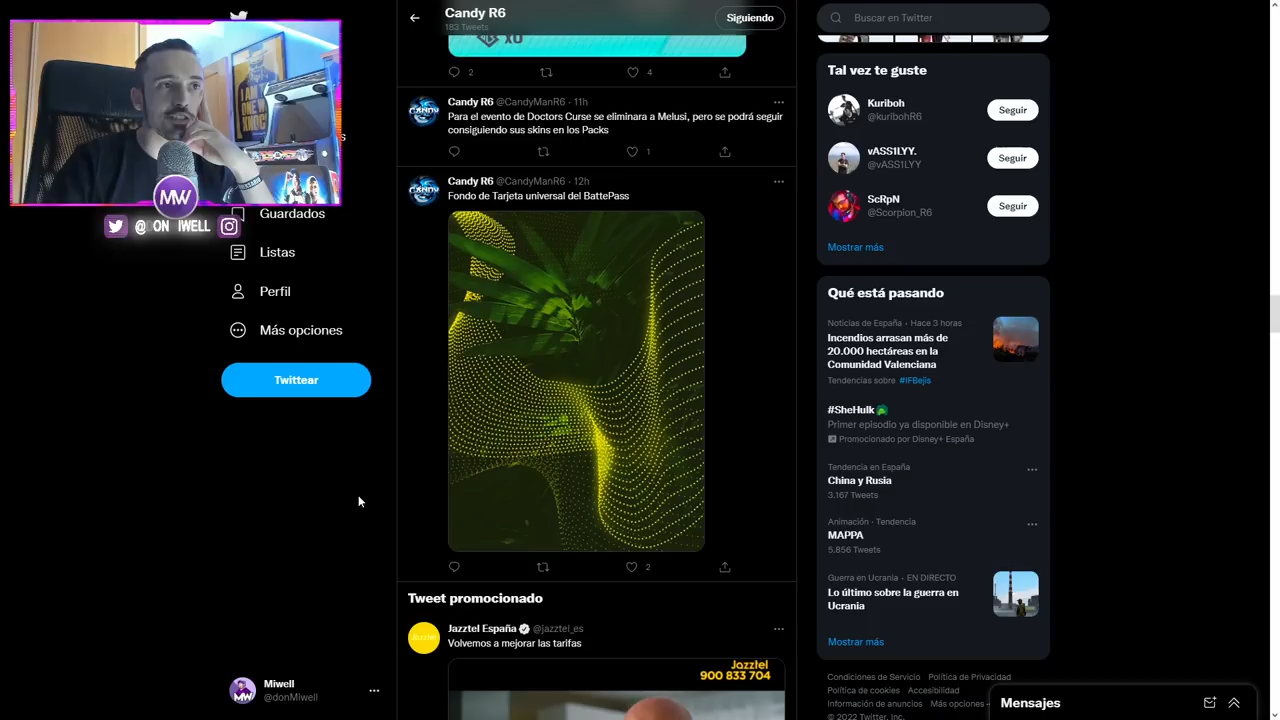 Candy R6
183 Tweets
Siguiendo
Buscar en Twitter
2
4
Candy R6 @CandyManR6 · 11h
Para el evento de Doctors Curse se eliminara a Melusi, pero se podrá seguir
consiguiendo sus skins en los Packs
1
Candy R6 @CandyManR6 · 12h
Fondo de Tarjeta universal del BattePass
2
Tweet promocionado
Jazztel España @jazztel_es
Volvemos a mejorar las tarifas
Jazztel
900 833 704
MW
@ ON IWELL
Guardados
Listas
Perfil
Más opciones
Twittear
Miwell
@donMiwell
Tal vez te guste
Kuriboh
@kuribohR6
Seguir
vASS1LYY.
@vASS1LYY
Seguir
ScRpN
@Scorpion_R6
Seguir
Mostrar más
Qué está pasando
Noticias de España · Hace 3 horas
Incendios arrasan más de
20.000 hectáreas en la
Comunidad Valenciana
Tendencias sobre #IFBejís
#SheHulk
Primer episodio ya disponible en Disney+
Promocionado por Disney+ España
Tendencia en España
China y Rusia
3.167 Tweets
Animación · Tendencia
MAPPA
5.856 Tweets
Guerra en Ucrania · EN DIRECTO
Lo último sobre la guerra en
Ucrania
Mostrar más
Condiciones de Servicio Política de Privacidad
Política de cookies Accesibilidad
Información de anuncios Más opciones
© 2022 Twitter, Inc.
Mensajes